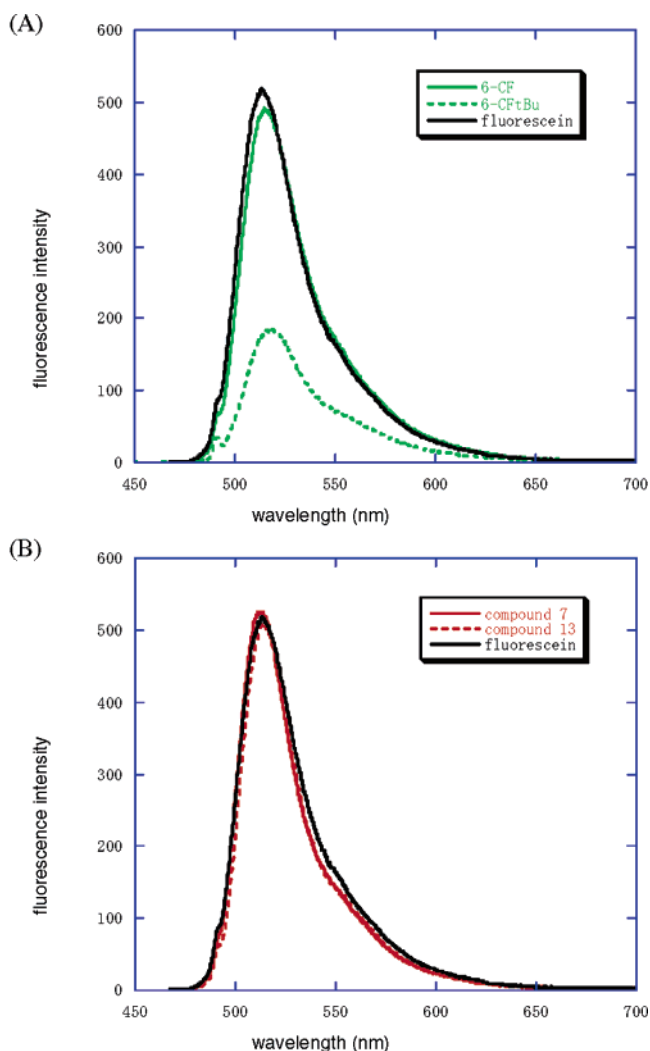 (A)
600
500
400
300
200
100
0
fluorescence intensity
6-CF
6-CFtBu
fluorescein
450 500 550 600 650 700
wavelength (nm)
(B)
600
500
400
300
200
100
0
fluorescence intensity
compound 7
compound 13
fluorescein
450 500 550 600 650 700
wavelength (nm)